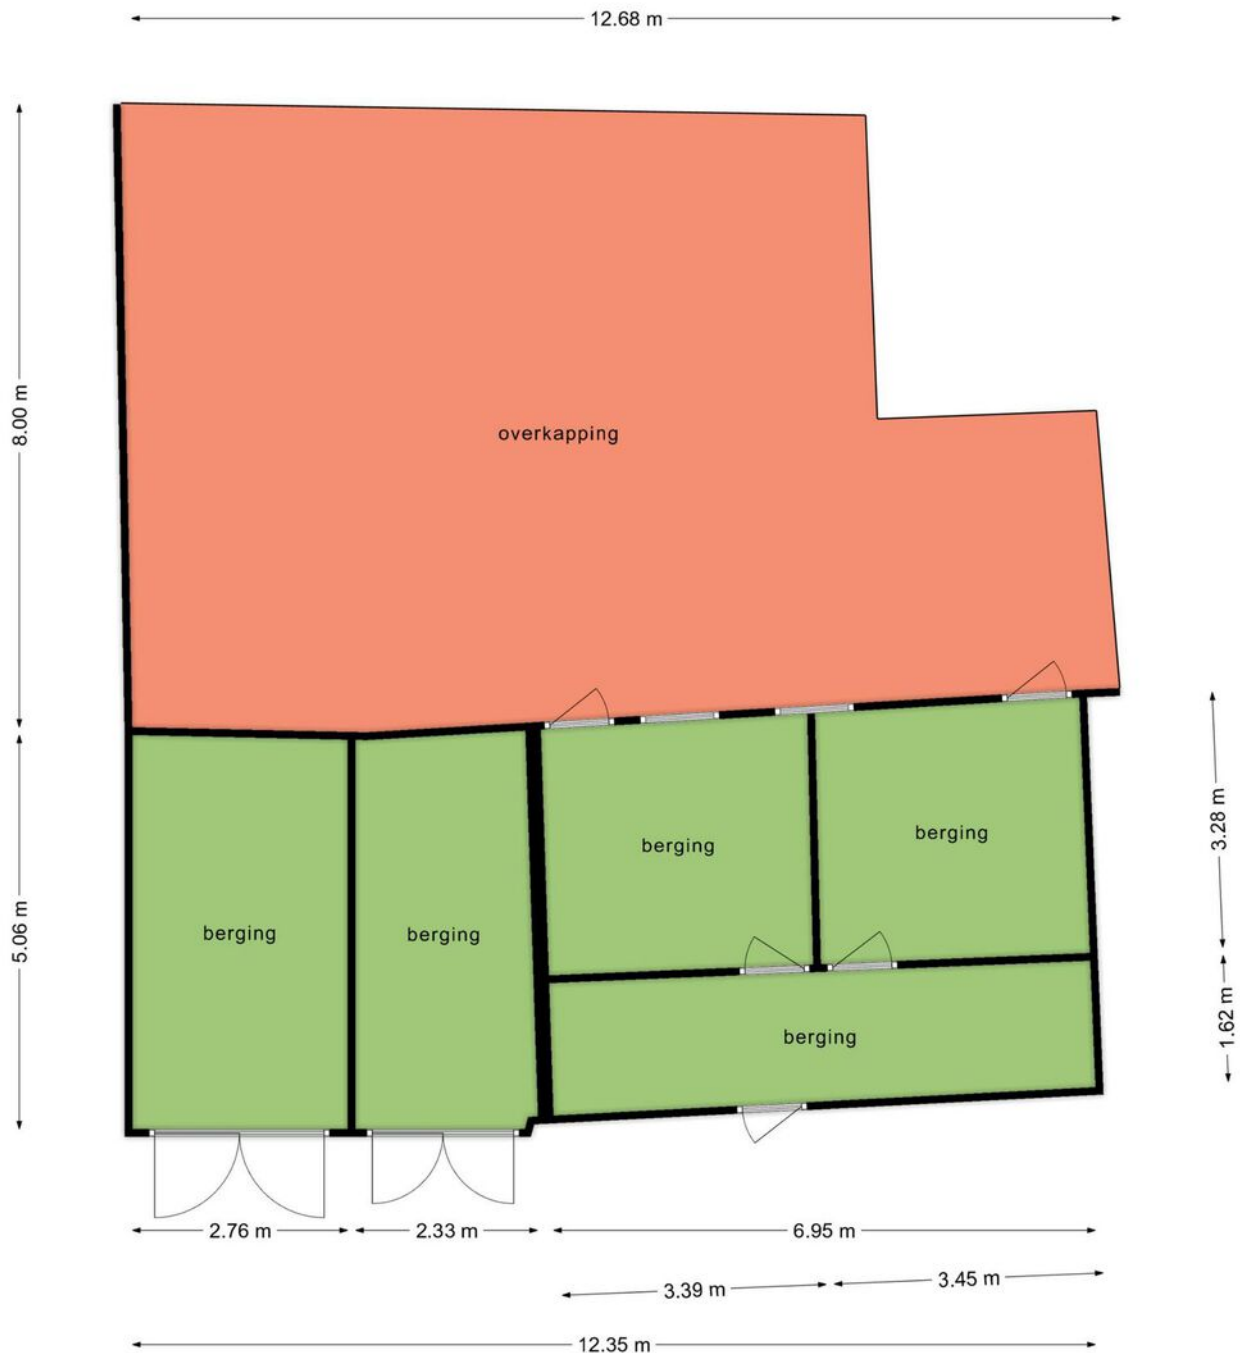 12.68 m
8.00 m
overkapping
3.28 m
berging
berging
5.06 m
berging
berging
1.62 m
berging
2.76 m
2.33 m
6.95 m
3.39 m
3.45 m
12.35 m